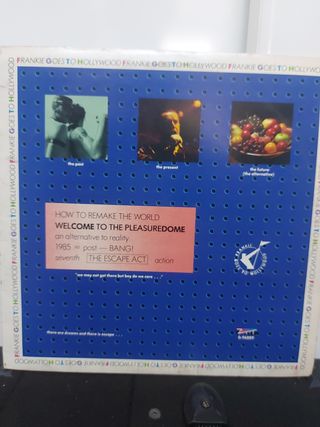 FRANKIE GOES TO HOLLYWOOD FRANKIE GOES TO HOLLYWOOD FRANKIE GOES TO HOLLYWOOD
the past
the present
the future
(the alternative)
HOW TO REMAKE THE WORLD
WELCOME TO THE PLEASUREDOME
an alternative to reality
1985 = post — BANG!
seventh THE ESCAPE ACT action
"we may not get there but boy do we care . . ."
there are dreams and there is escape . . .
0-96889